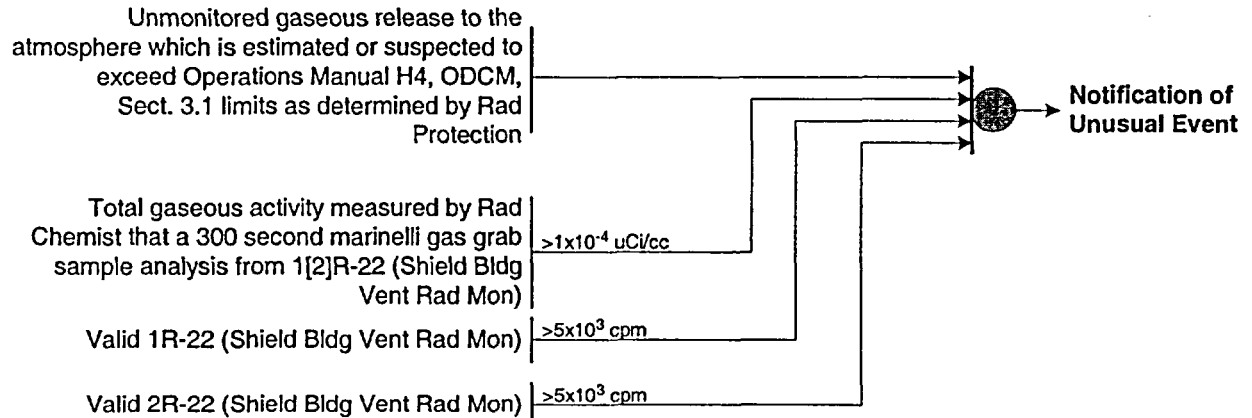 Unmonitored gaseous release to the
atmosphere which is estimated or suspected to
exceed Operations Manual H4, ODCM,
Sect. 3.1 limits as determined by Rad
Protection
Notification of
Unusual Event
Total gaseous activity measured by Rad
Chemist that a 300 second marinelli gas grab
sample analysis from 1[2]R-22 (Shield Bldg
Vent Rad Mon)
>1x10⁻⁴ uCi/cc
Valid 1R-22 (Shield Bldg Vent Rad Mon)
>5x10³ cpm
Valid 2R-22 (Shield Bldg Vent Rad Mon)
>5x10³ cpm